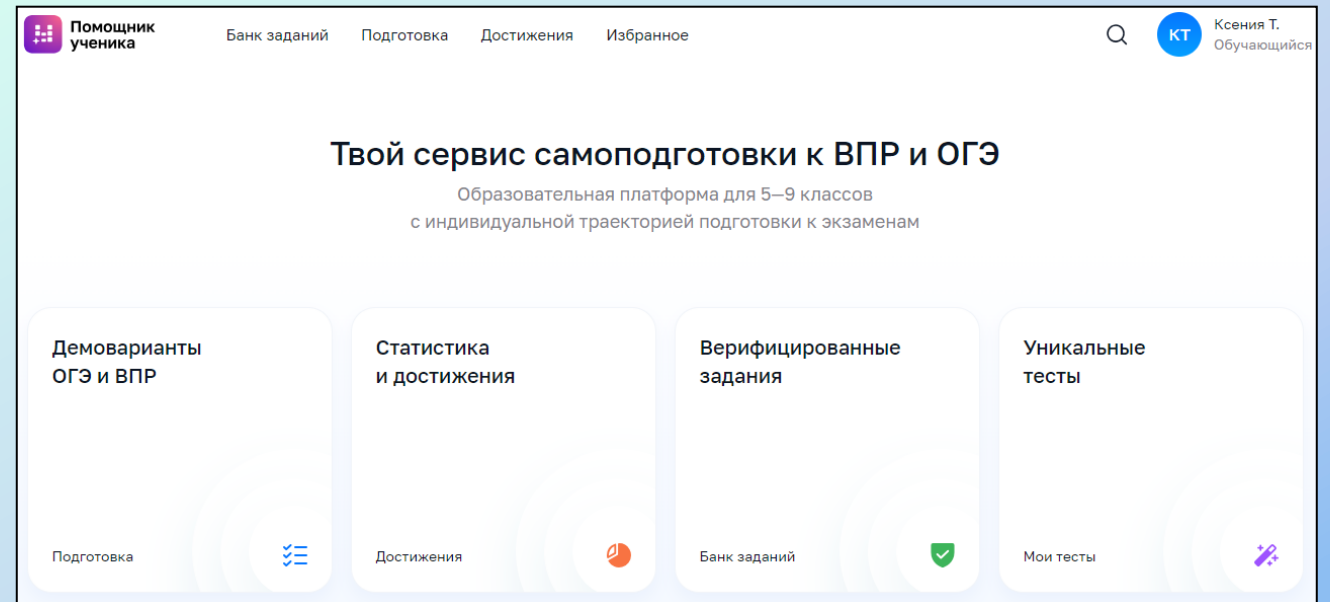 Помощник
ученика
Банк заданий
Подготовка
Достижения
Избранное
КТ
Ксения Т.
Обучающийся
Твой сервис самоподготовки к ВПР и ОГЭ
Образовательная платформа для 5—9 классов
с индивидуальной траекторией подготовки к экзаменам
Демоварианты
ОГЭ и ВПР
Подготовка
Статистика
и достижения
Достижения
Верифицированные
задания
Банк заданий
Уникальные
тесты
Мои тесты